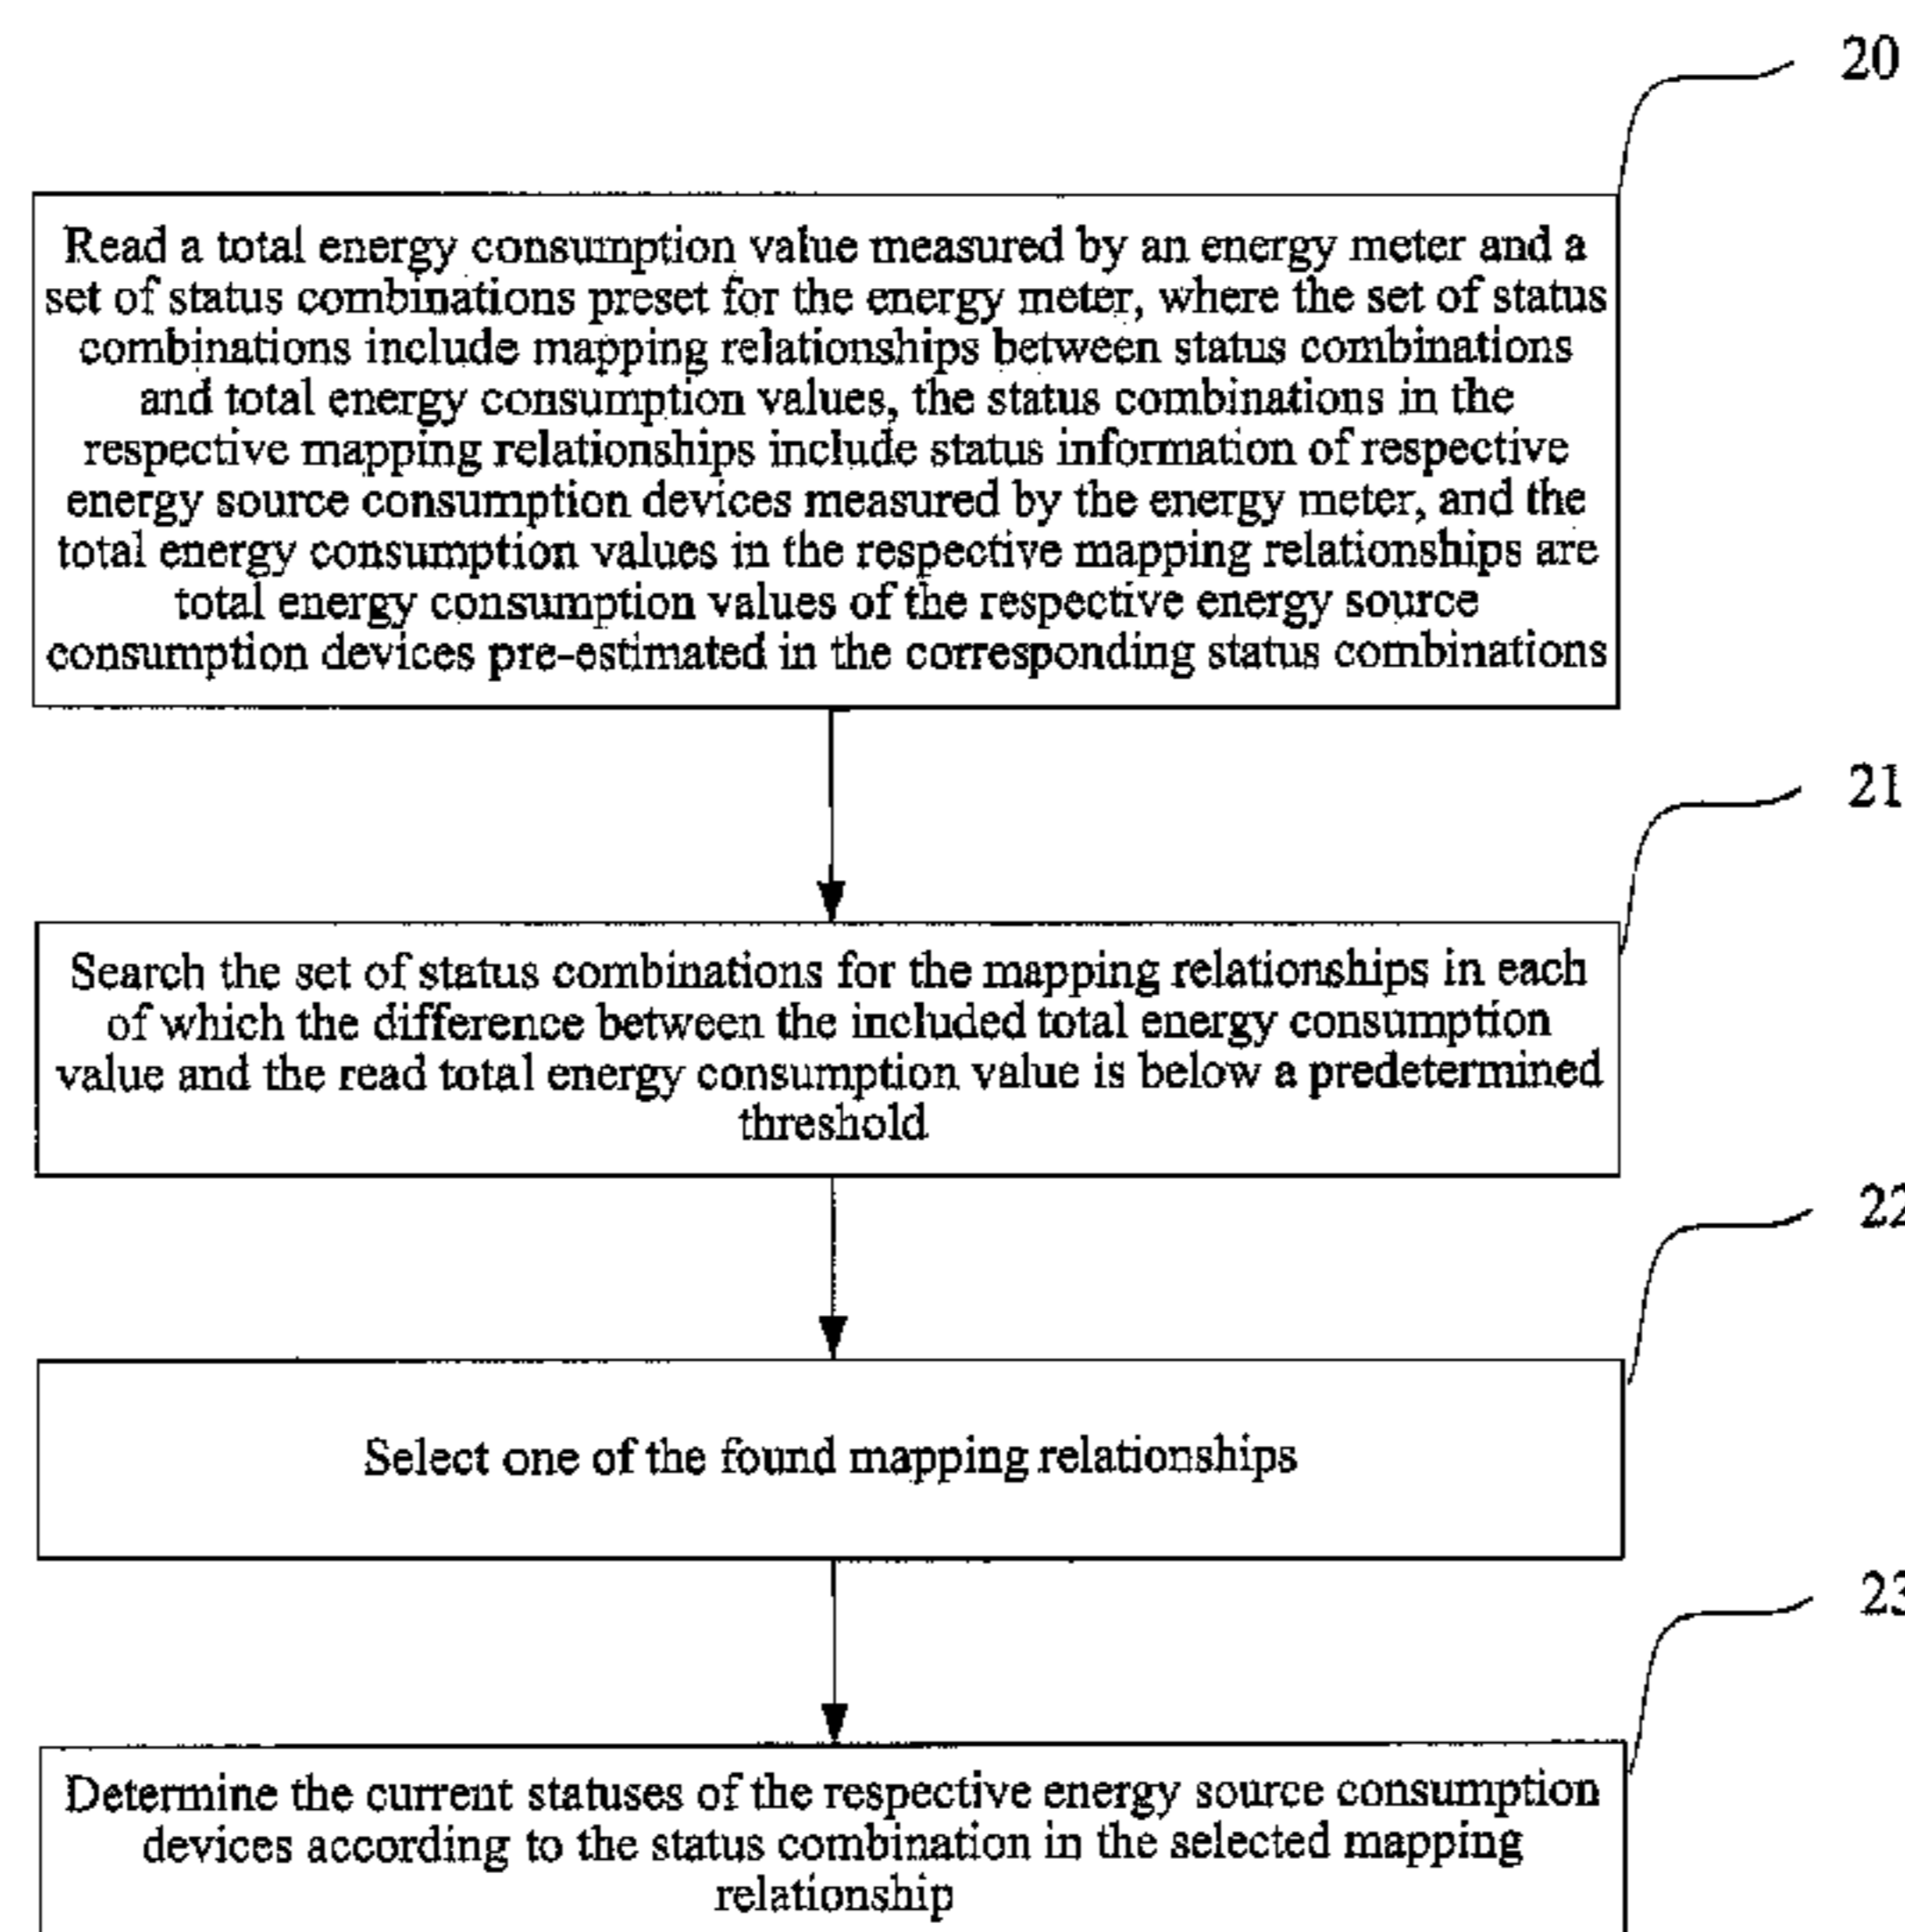 20
Read a total energy consumption value measured by an energy meter and a
set of status combinations preset for the energy meter, where the set of status
combinations include mapping relationships between status combinations
and total energy consumption values, the status combinations in the
respective mapping relationships include status information of respective
energy source consumption devices measured by the energy meter, and the
total energy consumption values in the respective mapping relationships are
total energy consumption values of the respective energy source
consumption devices pre-estimated in the corresponding status combinations
21
Search the set of status combinations for the mapping relationships in each
of which the difference between the included total energy consumption
value and the read total energy consumption value is below a predetermined
threshold
22
Select one of the found mapping relationships
23
Determine the current statuses of the respective energy source consumption
devices according to the status combination in the selected mapping
relationship